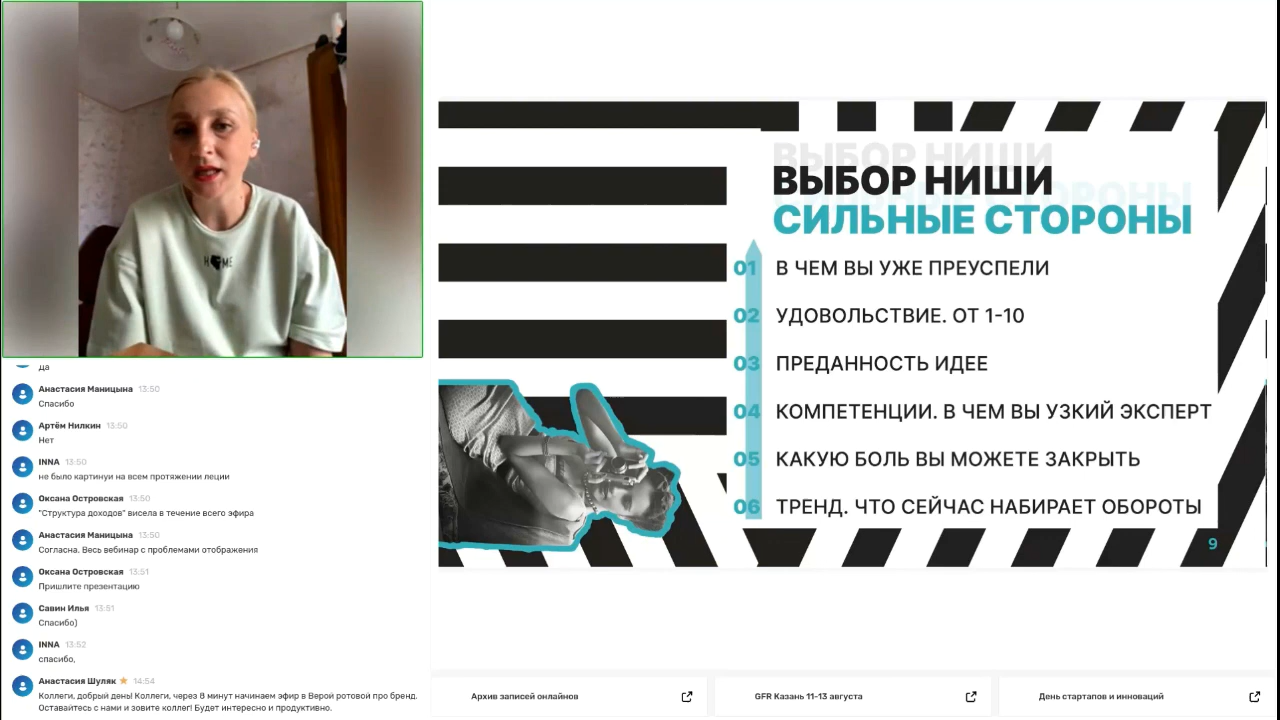 H ME
Да
Анастасия Маницына 13:50
Спасибо
Артём Нилкин 13:50
Нет
INNA 13:50
не было картинуи на всем протяжении леции
Оксана Островская 13:50
"Структура доходов" висела в течение всего эфира
Анастасия Маницына 13:50
Согласна. Весь вебинар с проблемами отображения
Оксана Островская 13:51
Пришлите презентацию
Савин Илья 13:51
Спасибо)
INNA 13:52
спасибо,
Анастасия Шуляк 14:54
Коллеги, добрый день! Коллеги, через 8 минут начинаем эфир в Верой ротовой про бренд.
Оставайтесь с нами и зовите коллег! Будет интересно и продуктивно.
ВЫБОР НИШИ
ВЫБОР НИШИ
СИЛЬНЫЕ СТОРОНЫ
01 В ЧЕМ ВЫ УЖЕ ПРЕУСПЕЛИ
02 УДОВОЛЬСТВИЕ. ОТ 1-10
03 ПРЕДАННОСТЬ ИДЕЕ
04 КОМПЕТЕНЦИИ. В ЧЕМ ВЫ УЗКИЙ ЭКСПЕРТ
05 КАКУЮ БОЛЬ ВЫ МОЖЕТЕ ЗАКРЫТЬ
06 ТРЕНД. ЧТО СЕЙЧАС НАБИРАЕТ ОБОРОТЫ
9
Архив записей онлайнов
GFR Казань 11-13 августа
День стартапов и инноваций